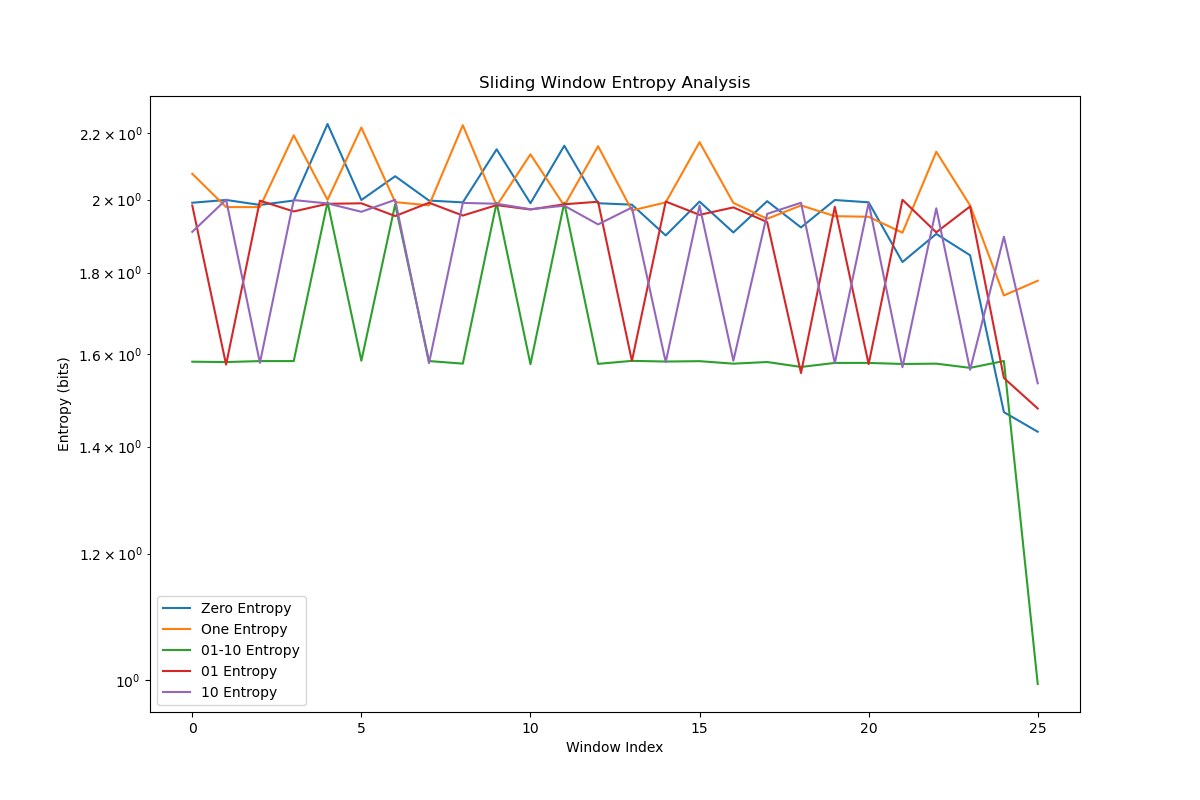 Sliding Window Entropy Analysis
2.2 × 10⁰
2 × 10⁰
1.8 × 10⁰
1.6 × 10⁰
1.4 × 10⁰
1.2 × 10⁰
10⁰
Entropy (bits)
Zero Entropy
One Entropy
01-10 Entropy
01 Entropy
10 Entropy
0 5 10 15 20 25
Window Index